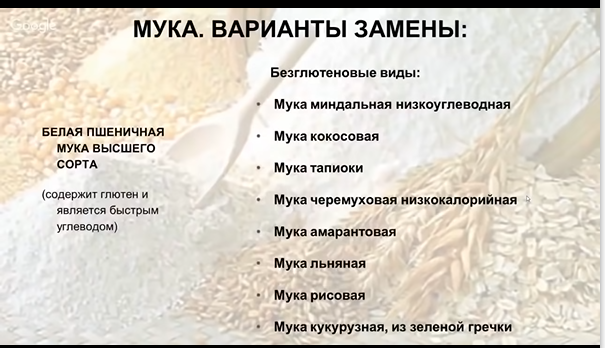 Google
МУКА. ВАРИАНТЫ ЗАМЕНЫ:
БЕЛАЯ ПШЕНИЧНАЯ
МУКА ВЫСШЕГО
СОРТА
(содержит глютен и
является быстрым
углеводом)
Безглютеновые виды:
• Мука миндальная низкоуглеводная
• Мука кокосовая
• Мука тапиоки
• Мука черемуховая низкокалорийная
• Мука амарантовая
• Мука льняная
• Мука рисовая
• Мука кукурузная, из зеленой гречки